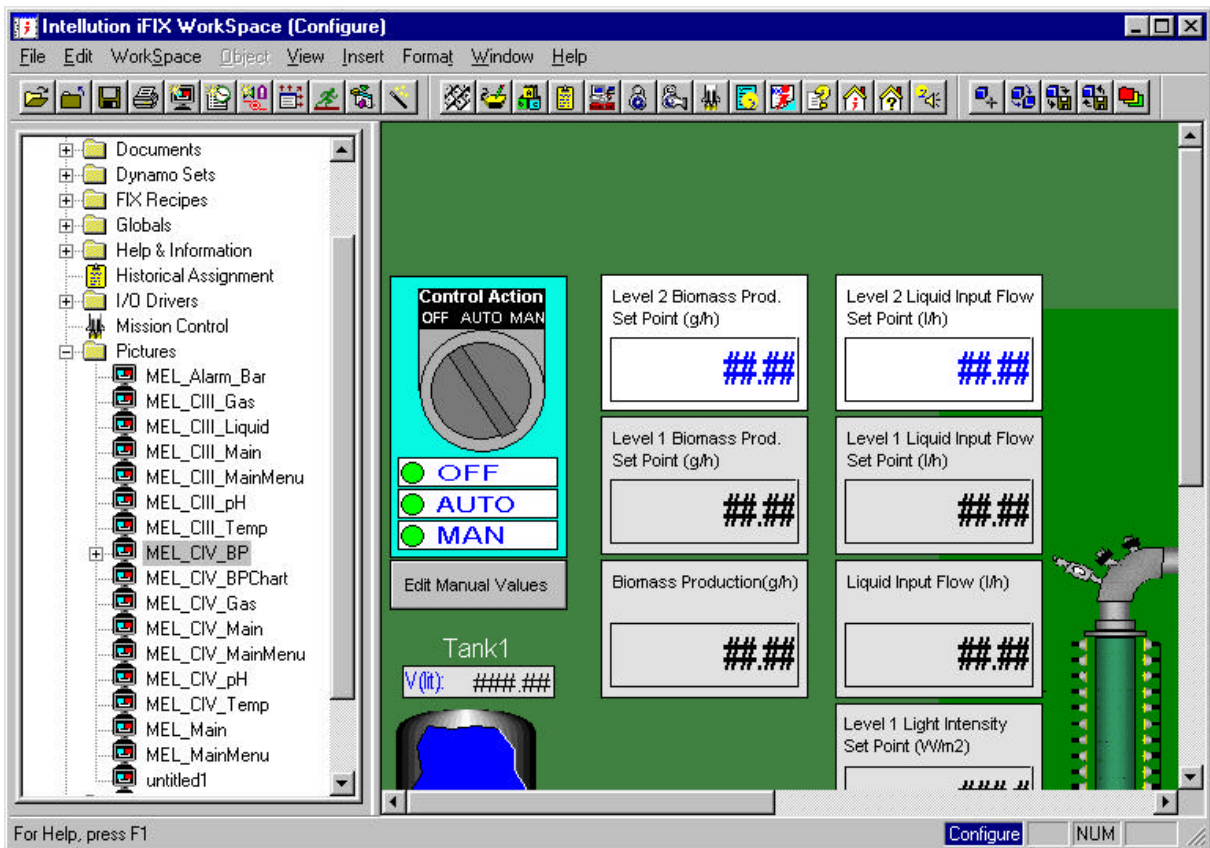 Intellution iFIX WorkSpace (Configure)
File Edit WorkSpace Object View Insert Format Window Help
Documents
Dynamo Sets
FIX Recipes
Globals
Help & Information
Historical Assignment
I/O Drivers
Mission Control
Pictures
MEL_Alarm_Bar
MEL_CIII_Gas
MEL_CIII_Liquid
MEL_CIII_Main
MEL_CIII_MainMenu
MEL_CIII_pH
MEL_CIII_Temp
MEL_CIV_BP
MEL_CIV_BPChart
MEL_CIV_Gas
MEL_CIV_Main
MEL_CIV_MainMenu
MEL_CIV_pH
MEL_CIV_Temp
MEL_Main
MEL_MainMenu
untitled1
Control Action
OFF AUTO MAN
OFF
AUTO
MAN
Edit Manual Values
Tank1
V(lit): ####.##
Level 2 Biomass Prod.
Set Point (g/h)
##.##
Level 1 Biomass Prod.
Set Point (g/h)
##.##
Biomass Production(g/h)
##.##
Level 2 Liquid Input Flow
Set Point (l/h)
##.##
Level 1 Liquid Input Flow
Set Point (l/h)
##.##
Liquid Input Flow (l/h)
##.##
Level 1 Light Intensity
Set Point (W/m2)
###.#
For Help, press F1
Configure
NUM